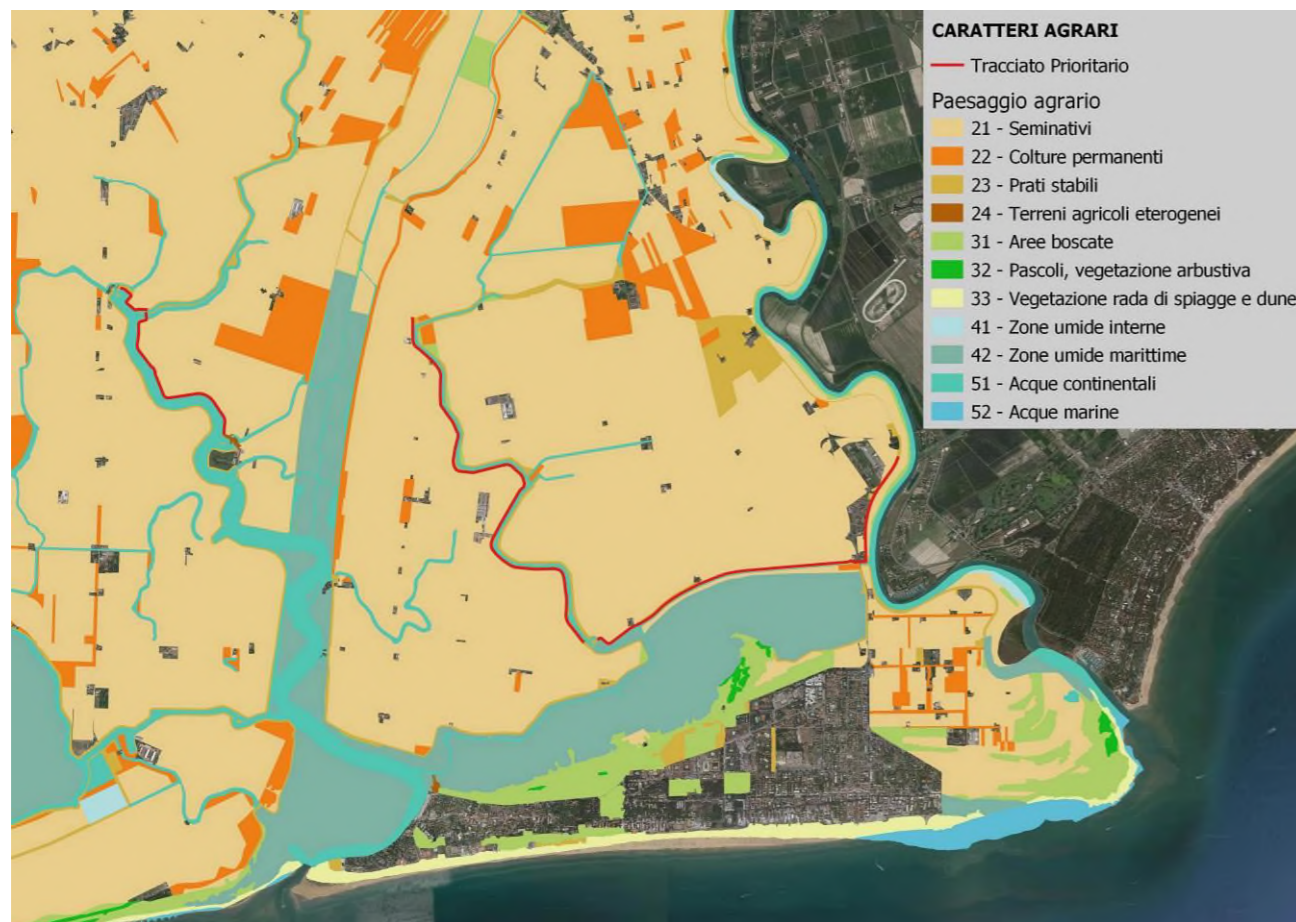 CARATTERI AGRARI
Tracciato Prioritario
Paesaggio agrario
21 - Seminativi
22 - Colture permanenti
23 - Prati stabili
24 - Terreni agricoli eterogenei
31 - Aree boscate
32 - Pascoli, vegetazione arbustiva
33 - Vegetazione rada di spiagge e dune
41 - Zone umide interne
42 - Zone umide marittime
51 - Acque continentali
52 - Acque marine